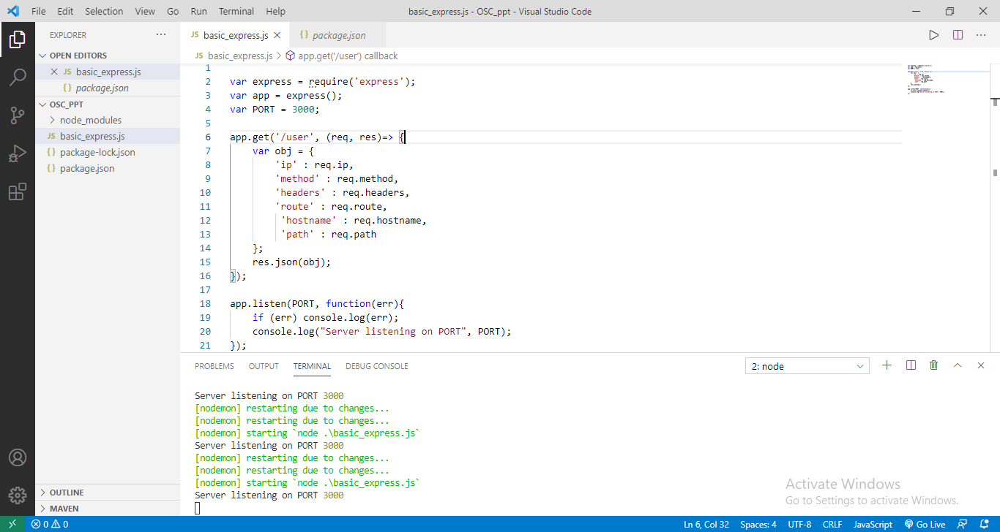 File Edit Selection View Go Run Terminal Help
basic_express.js - OSC_ppt - Visual Studio Code
EXPLORER
OPEN EDITORS
JS basic_express.js
{} package.json
OSC_PPT
node_modules
JS basic_express.js
{} package-lock.json
{} package.json
OUTLINE
MAVEN
JS basic_express.js
{} package.json
JS basic_express.js > app.get('/user') callback
1
2 var express = require('express');
3 var app = express();
4 var PORT = 3000;
5
6 app.get('/user', (req, res)=> {
7 var obj = {
8 'ip' : req.ip,
9 'method' : req.method,
10 'headers' : req.headers,
11 'route' : req.route,
12 'hostname' : req.hostname,
13 'path' : req.path
14 };
15 res.json(obj);
16 });
17
18 app.listen(PORT, function(err){
19 if (err) console.log(err);
20 console.log("Server listening on PORT", PORT);
21 });
PROBLEMS OUTPUT TERMINAL DEBUG CONSOLE
2: node
Server listening on PORT 3000
[nodemon] restarting due to changes...
[nodemon] restarting due to changes...
[nodemon] starting `node .\basic_express.js`
Server listening on PORT 3000
[nodemon] restarting due to changes...
[nodemon] restarting due to changes...
[nodemon] starting `node .\basic_express.js`
Server listening on PORT 3000
Activate Windows
Go to Settings to activate Windows.
0 0
Ln 6, Col 32 Spaces: 4 UTF-8 CRLF JavaScript Go Live